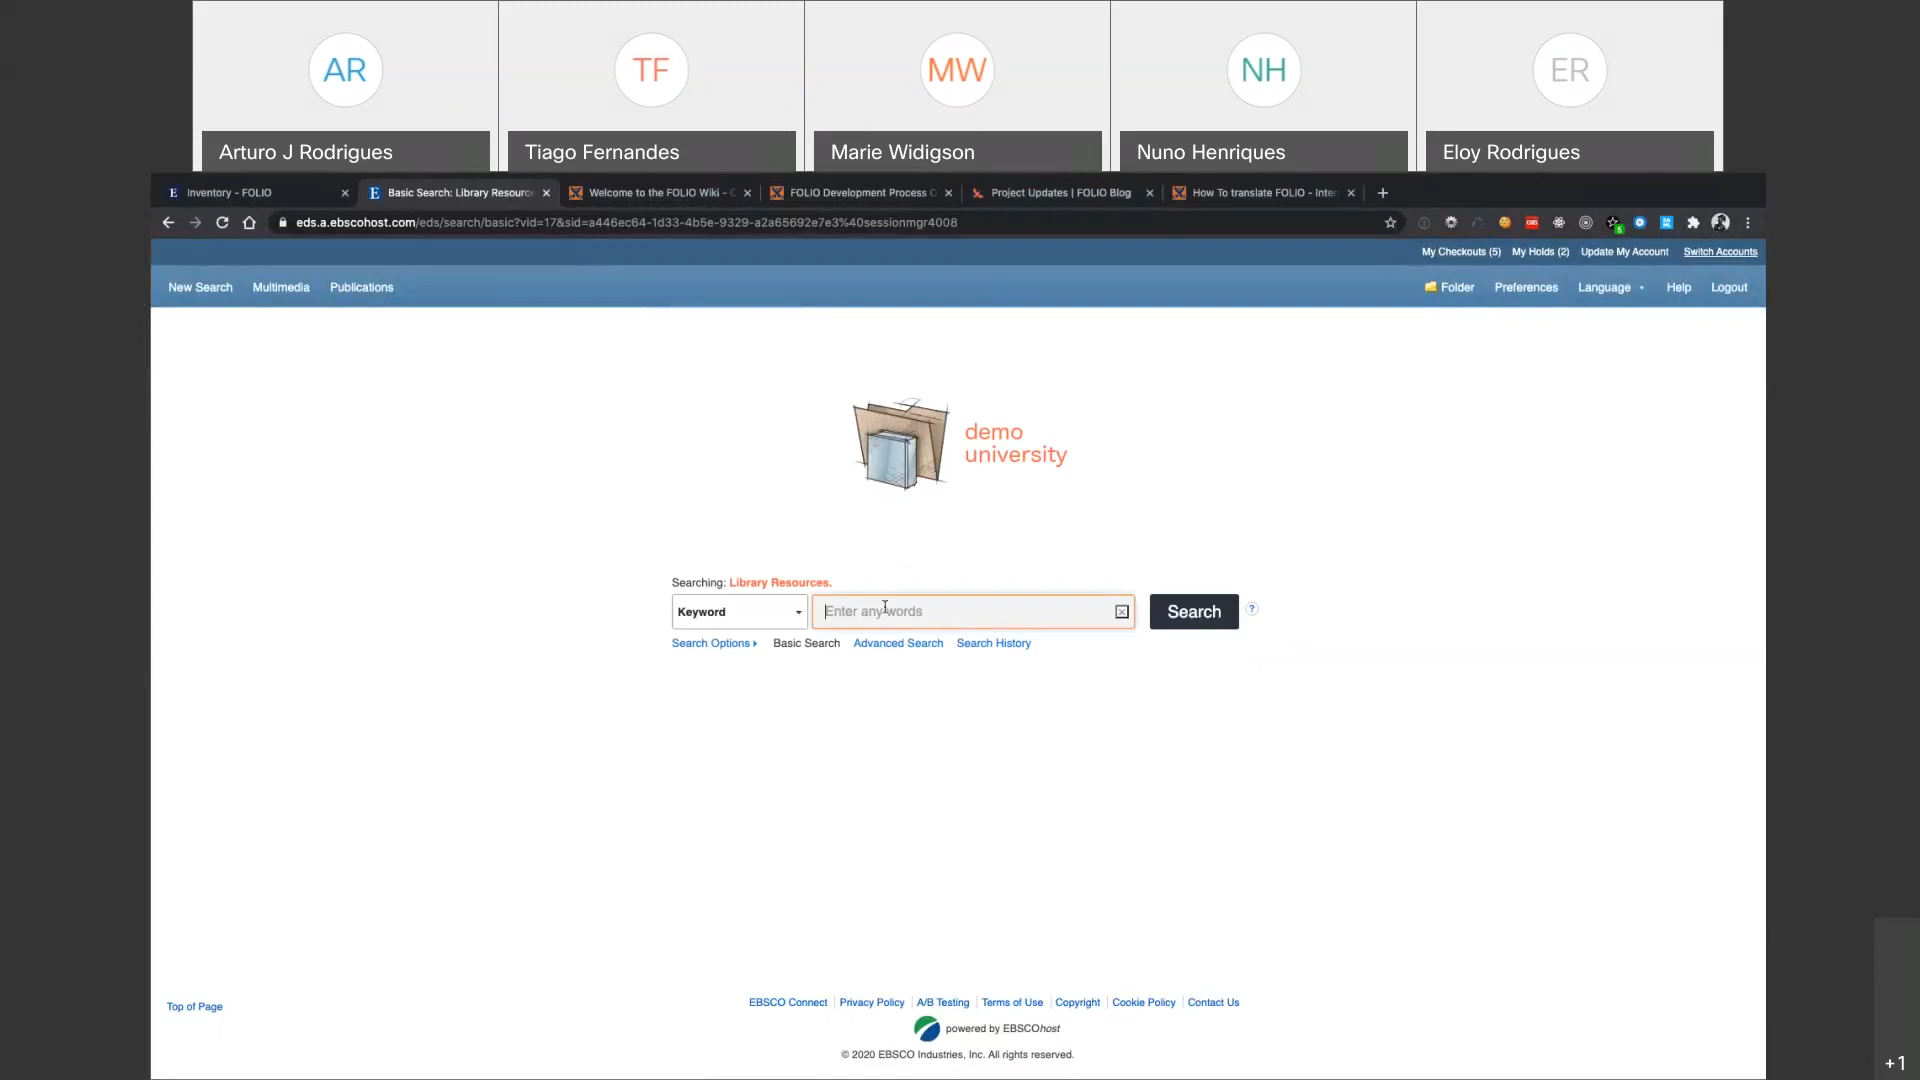 AR
TF
MW
NH
ER
Arturo J Rodrigues
Tiago Fernandes
Marie Widigson
Nuno Henriques
Eloy Rodrigues
Inventory - FOLIO
Basic Search: Library Resourc
Welcome to the FOLIO Wiki -
FOLIO Development Process
Project Updates | FOLIO Blog
How To translate FOLIO - Inter
eds.a.ebscohost.com/eds/search/basic?vid=17&sid=a446ec64-1d33-4b5e-9329-a2a65692e7e3%40sessionmgr4008
My Checkouts (5) My Holds (2) Update My Account Switch Accounts
New Search Multimedia Publications
Folder Preferences Language Help Logout
demo
university
Searching: Library Resources.
Keyword
Enter any words
Search
?
Search Options Basic Search Advanced Search Search History
Top of Page
EBSCO Connect Privacy Policy A/B Testing Terms of Use Copyright Cookie Policy Contact Us
powered by EBSCOhost
© 2020 EBSCO Industries, Inc. All rights reserved.
+1